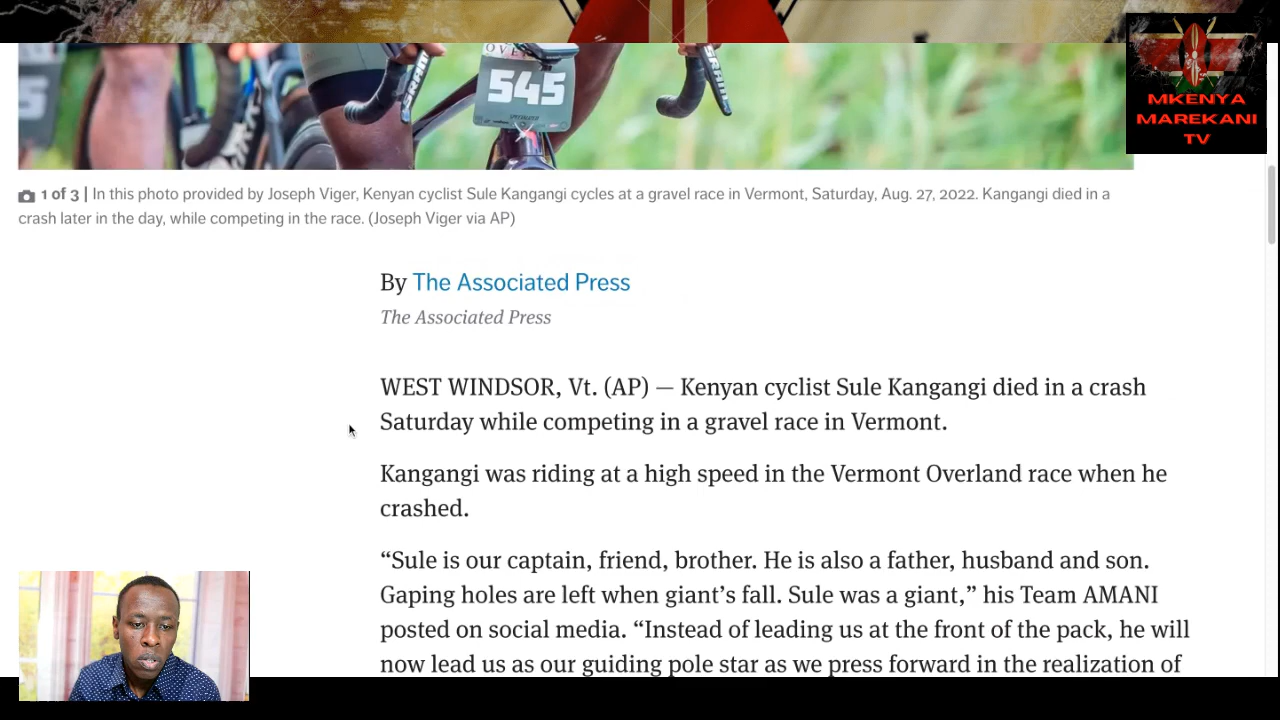 OVE
545
SRAM
SRAM
MKENYA
MAREKANI
TV
1 of 3 | In this photo provided by Joseph Viger, Kenyan cyclist Sule Kangangi cycles at a gravel race in Vermont, Saturday, Aug. 27, 2022. Kangangi died in a
crash later in the day, while competing in the race. (Joseph Viger via AP)
By The Associated Press
The Associated Press
WEST WINDSOR, Vt. (AP) — Kenyan cyclist Sule Kangangi died in a crash
Saturday while competing in a gravel race in Vermont.
Kangangi was riding at a high speed in the Vermont Overland race when he
crashed.
“Sule is our captain, friend, brother. He is also a father, husband and son.
Gaping holes are left when giant’s fall. Sule was a giant,” his Team AMANI
posted on social media. “Instead of leading us at the front of the pack, he will
now lead us as our guiding pole star as we press forward in the realization of